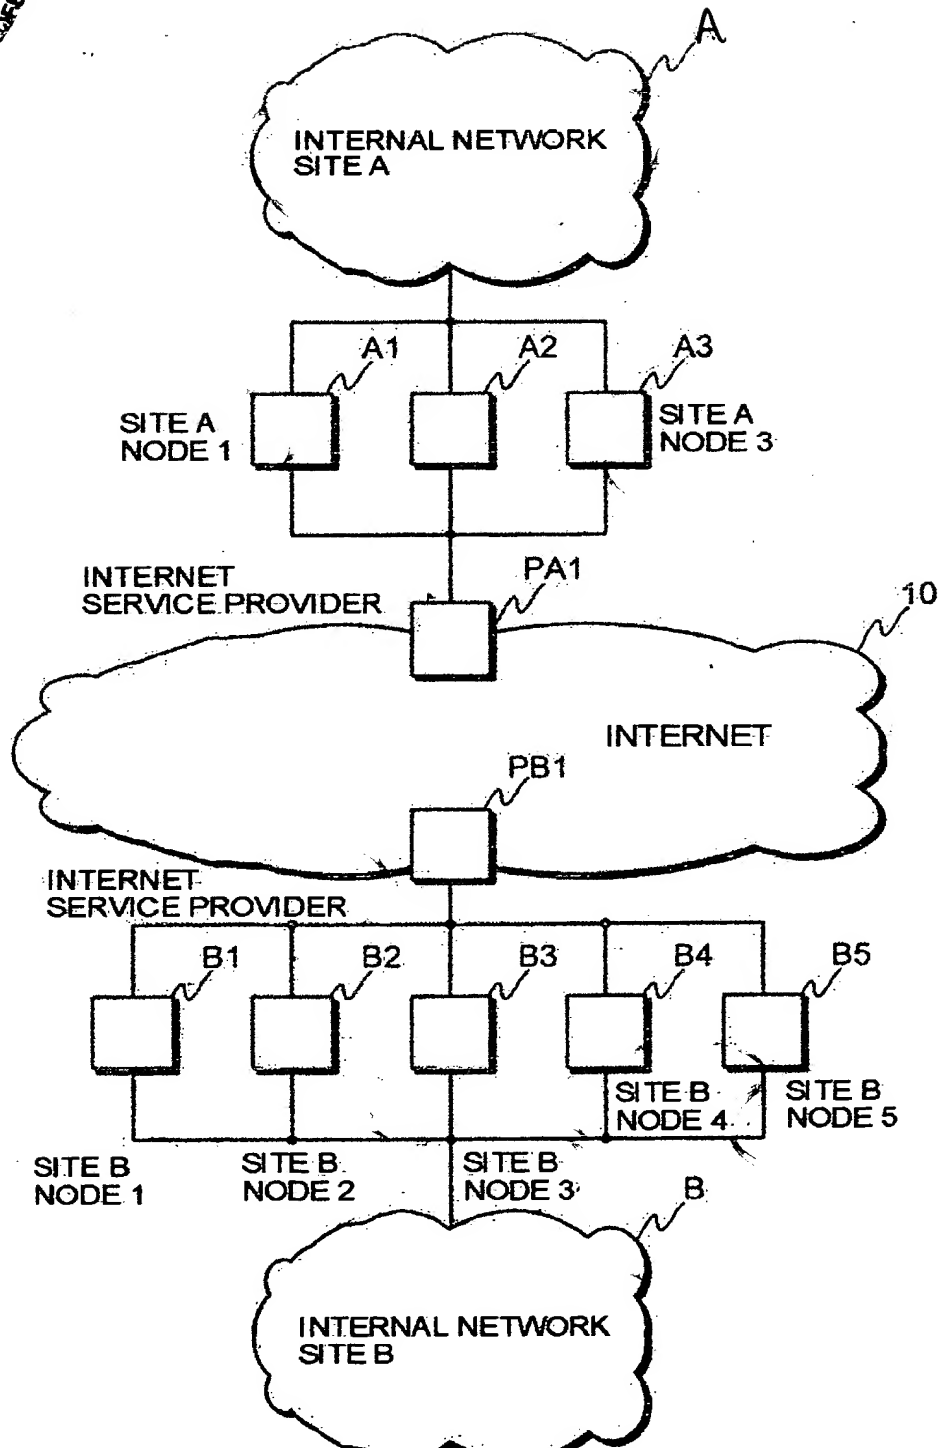 A
INTERNAL NETWORK
SITE A
A1
A2
A3
SITE A
NODE 1
SITE A
NODE 3
INTERNET
SERVICE PROVIDER
PA1
10
INTERNET
PB1
INTERNET
SERVICE PROVIDER
B1
B2
B3
B4
B5
SITE B
NODE 4
SITE B
NODE 5
SITE B
NODE 1
SITE B
NODE 2
SITE B
NODE 3
B
INTERNAL NETWORK
SITE B